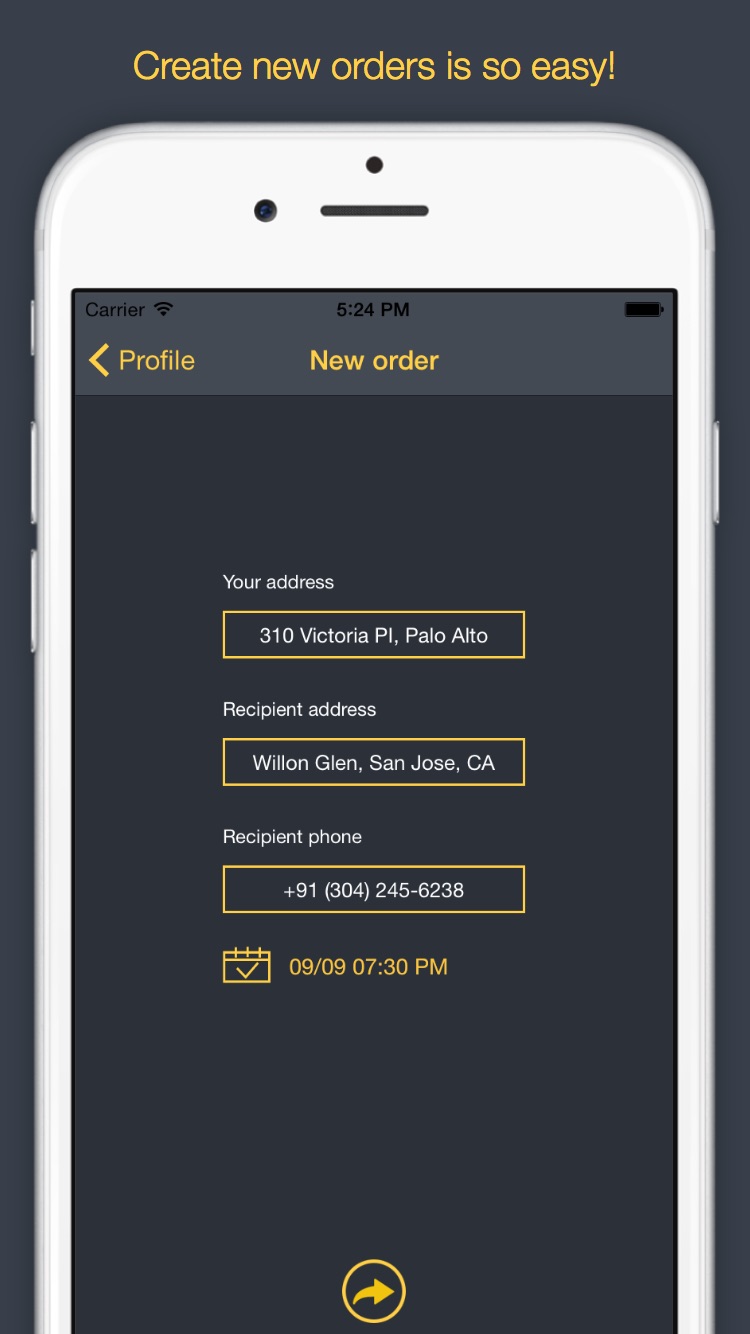 Create new orders is so easy!
Carrier 5:24 PM
Profile New order
Your address
310 Victoria Pl, Palo Alto
Recipient address
Willon Glen, San Jose, CA
Recipient phone
+91 (304) 245-6238
09/09 07:30 PM